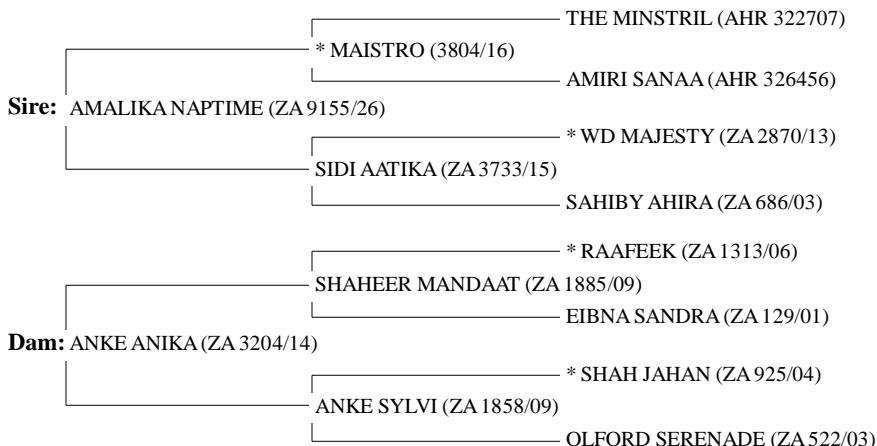 THE MINSTRIL (AHR 322707)
* MAISTRO (3804/16)
AMIRI SANAA (AHR 326456)
Sire: AMALIKA NAPTIME (ZA 9155/26)
* WD MAJESTY (ZA 2870/13)
SIDI AATIKA (ZA 3733/15)
SAHIBY AHIRA (ZA 686/03)
* RAAFEEK (ZA 1313/06)
SHAHEER MANDAAT (ZA 1885/09)
EIBNA SANDRA (ZA 129/01)
Dam: ANKE ANIKA (ZA 3204/14)
* SHAH JAHAN (ZA 925/04)
ANKE SYLVI (ZA 1858/09)
OLFORD SERENADE (ZA 522/03)